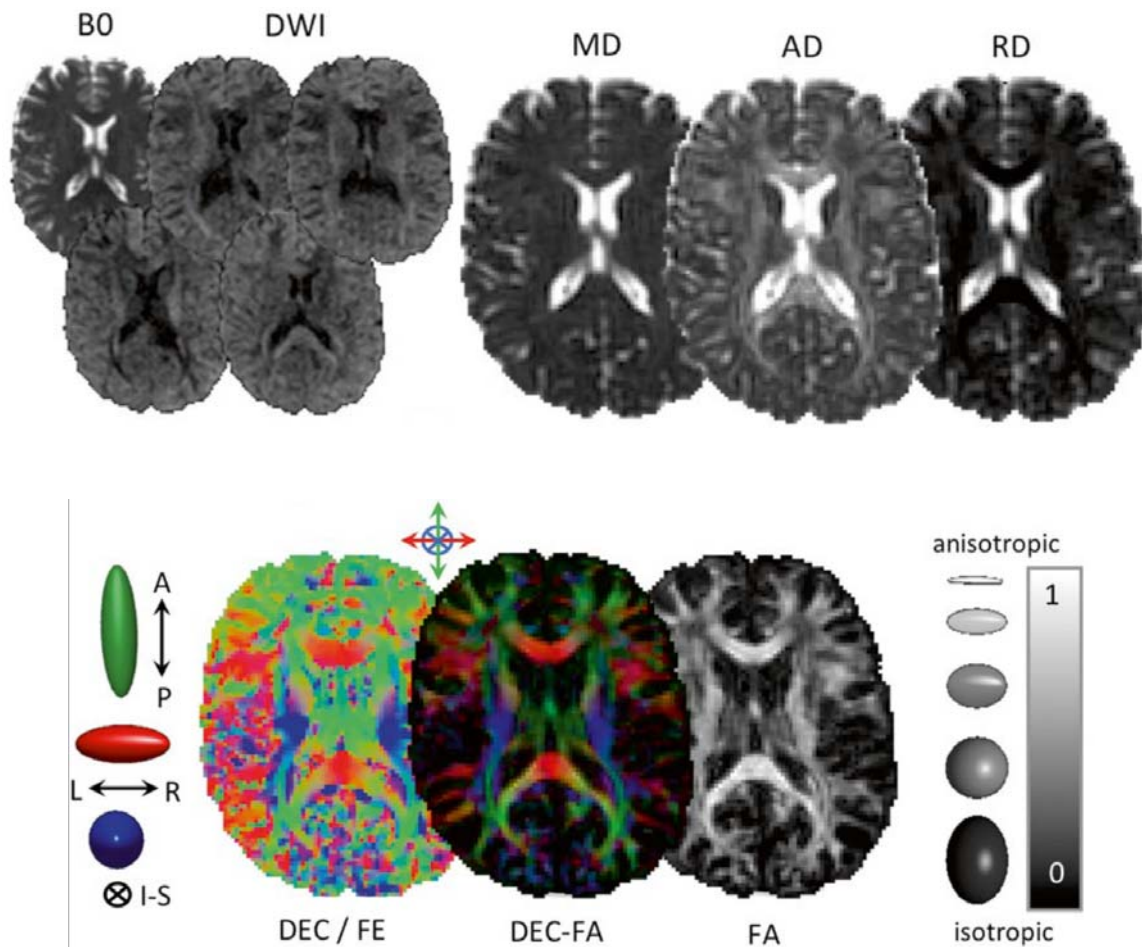 B0
DWI
MD
AD
RD
anisotropic
A
1
P
L
R
I-S
0
DEC / FE
DEC-FA
FA
isotropic